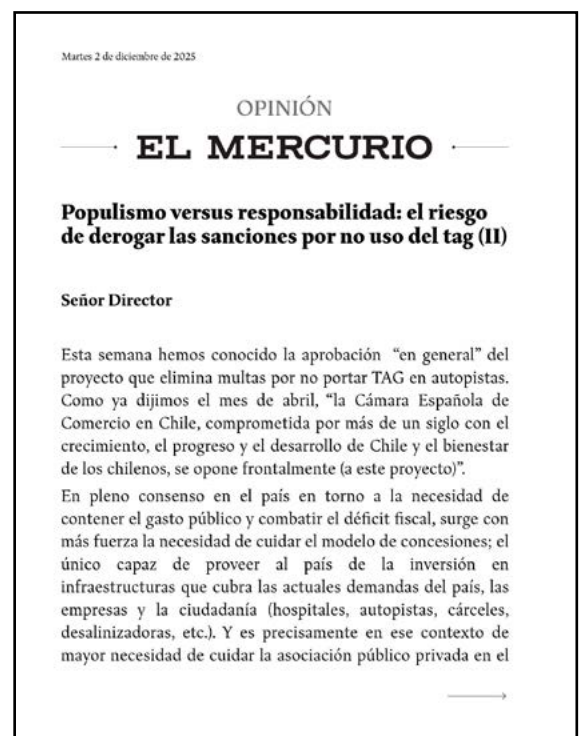 Martes 2 de diciembre de 2025
OPINIÓN
EL MERCURIO
Populismo versus responsabilidad: el riesgo
de derogar las sanciones por no uso del tag (II)
Señor Director
Esta semana hemos conocido la aprobación “en general” del
proyecto que elimina multas por no portar TAG en autopistas.
Como ya dijimos el mes de abril, “la Cámara Española de
Comercio en Chile, comprometida por más de un siglo con el
crecimiento, el progreso y el desarrollo de Chile y el bienestar
de los chilenos, se opone frontalmente (a este proyecto)”.
En pleno consenso en el país en torno a la necesidad de
contener el gasto público y combatir el déficit fiscal, surge con
más fuerza la necesidad de cuidar el modelo de concesiones; el
único capaz de proveer al país de la inversión en
infraestructuras que cubra las actuales demandas del país, las
empresas y la ciudadanía (hospitales, autopistas, cárceles,
desalinizadoras, etc.). Y es precisamente en ese contexto de
mayor necesidad de cuidar la asociación público privada en el